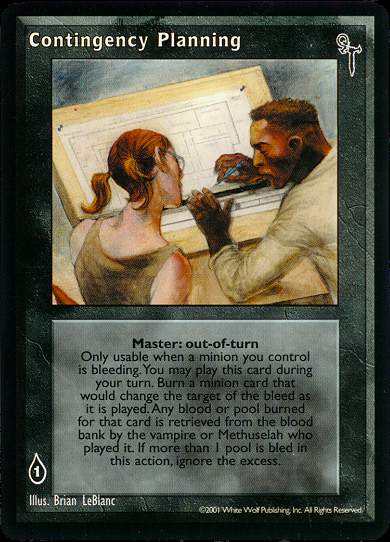 Contingency Planning
Master: out-of-turn
Only usable when a minion you control
is bleeding. You may play this card during
your turn. Burn a minion card that
would change the target of the bleed as
it is played. Any blood or pool burned
for that card is retrieved from the blood
bank by the vampire or Methuselah who
played it. If more than 1 pool is bled in
this action, ignore the excess.
1
Illus. Brian LeBlanc
©2001 White Wolf Publishing, Inc. All Rights Reserved